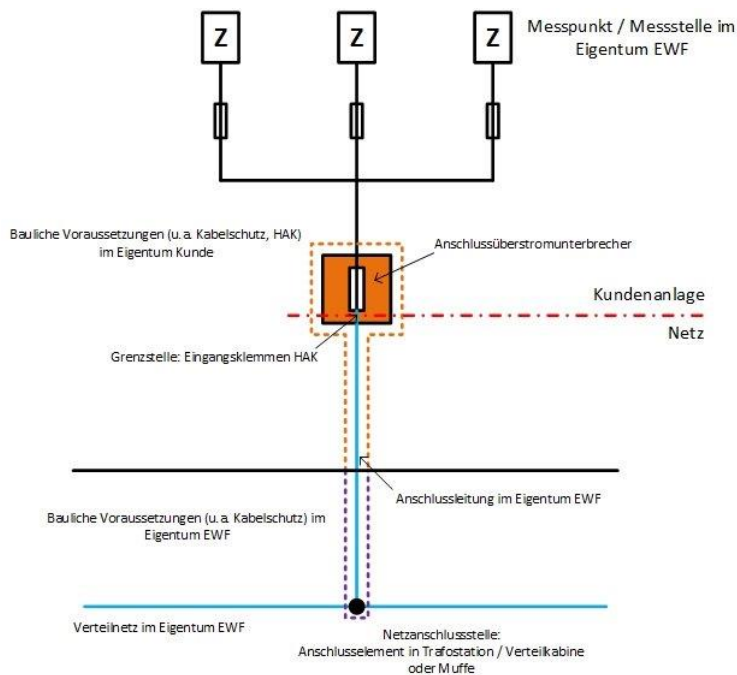 Z
Z
Z
Messpunkt / Messstelle im
Eigentum EWF
Bauliche Voraussetzungen (u. a. Kabelschutz, HAK)
im Eigentum Kunde
Anschlussüberstromunterbrecher
Kundenanlage
Netz
Grenzstelle: Eingangsklemmen HAK
Anschlussleitung im Eigentum EWF
Bauliche Voraussetzungen (u. a. Kabelschutz) im
Eigentum EWF
Verteilnetz im Eigentum EWF
Netzanschlussstelle:
Anschlusselement in Trafostation / Verteilkabine
oder Muffe